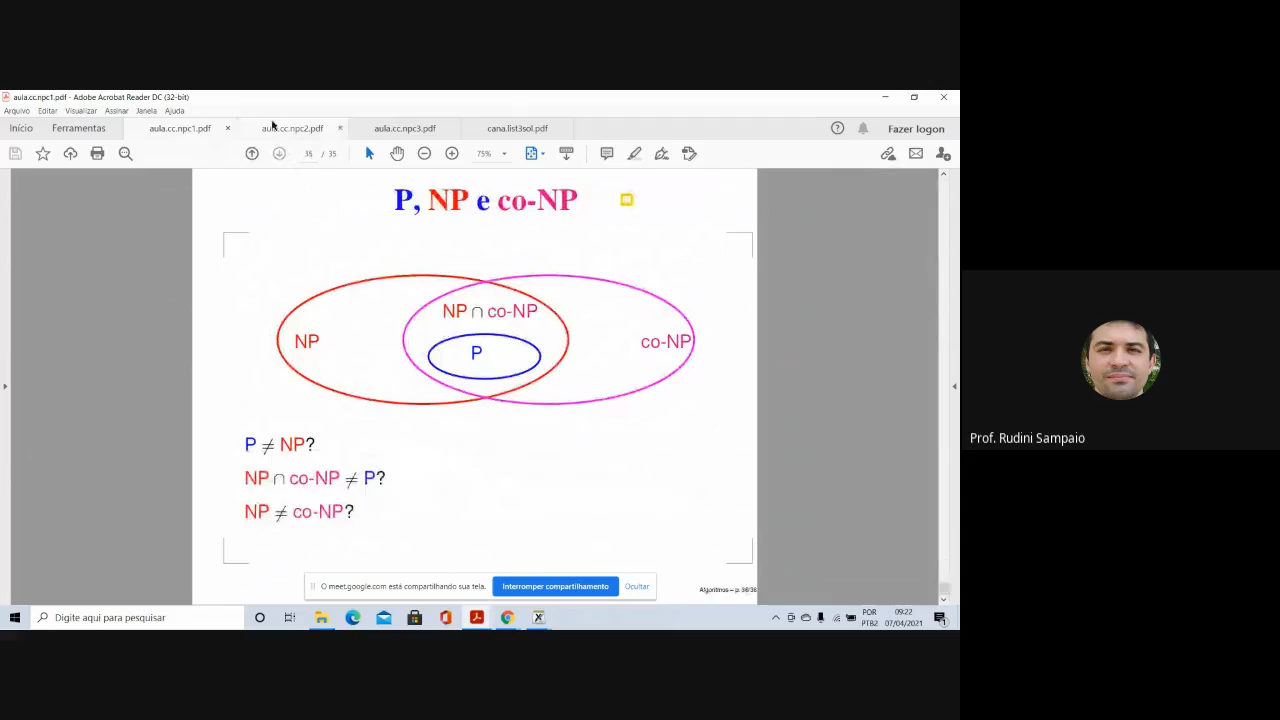 aula.cc.npc1.pdf - Adobe Acrobat Reader DC (32-bit)
Arquivo Editar Visualizar Assinar Janela Ajuda
Início Ferramentas aula.cc.npc1.pdf × aula.cc.npc2.pdf × aula.cc.npc3.pdf cana.list3sol.pdf Fazer logon
35 / 35 75%
P, NP e co-NP
NP ∩ co-NP
NP P co-NP
P ≠ NP?
NP ∩ co-NP ≠ P?
NP ≠ co-NP?
Prof. Rudini Sampaio
O meet.google.com está compartilhando sua tela. Interromper compartilhamento Ocultar
Algoritmos – p. 36/36
Digite aqui para pesquisar
POR 09:22
PTB2 07/04/2021